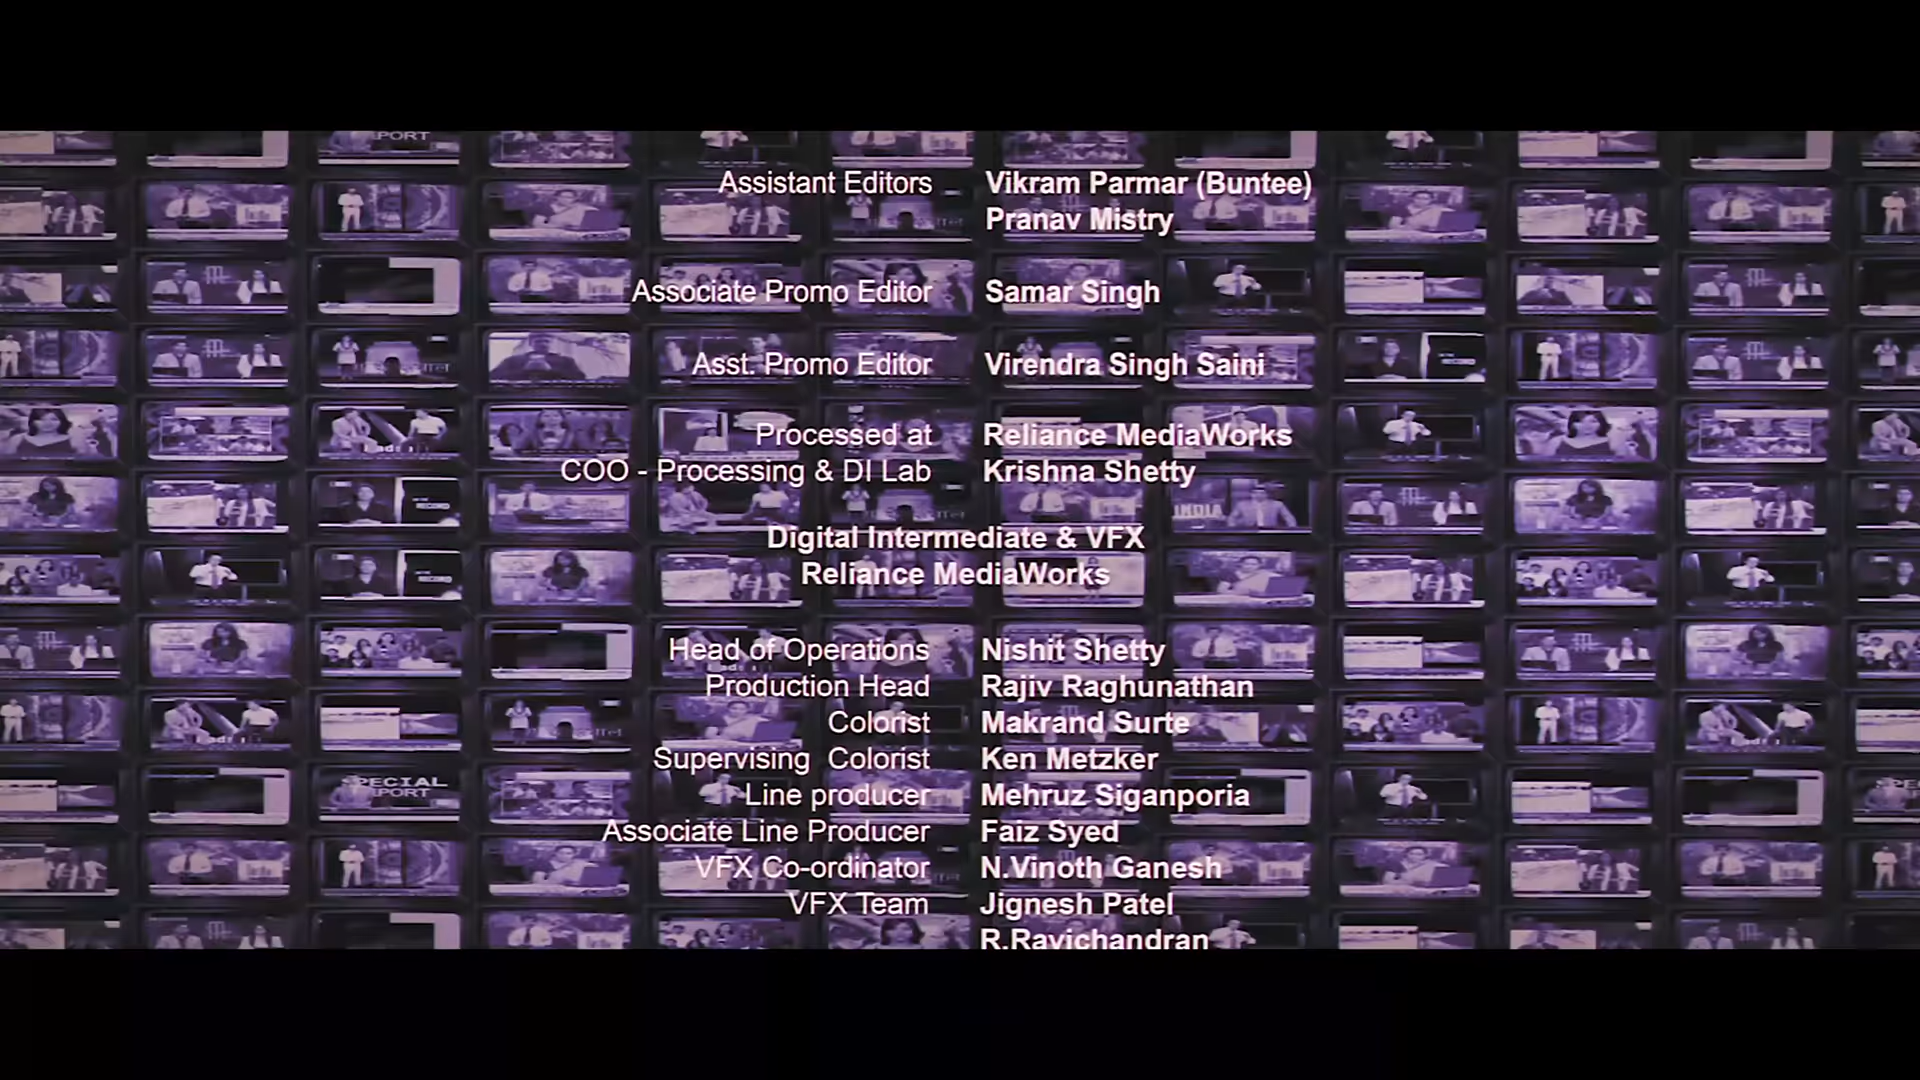 Assistant Editors Vikram Parmar (Buntee)
Pranav Mistry
Associate Promo Editor Samar Singh
Asst. Promo Editor Virendra Singh Saini
Processed at Reliance MediaWorks
COO - Processing & DI Lab Krishna Shetty
Digital Intermediate & VFX
Reliance MediaWorks
Head of Operations Nishit Shetty
Production Head Rajiv Raghunathan
Colorist Makrand Surte
Supervising Colorist Ken Metzker
SPECIAL
Line producer Mehruz Siganporia
Associate Line Producer Faiz Syed
VFX Co-ordinator N.Vinoth Ganesh
VFX Team Jignesh Patel
R.Ravichandran